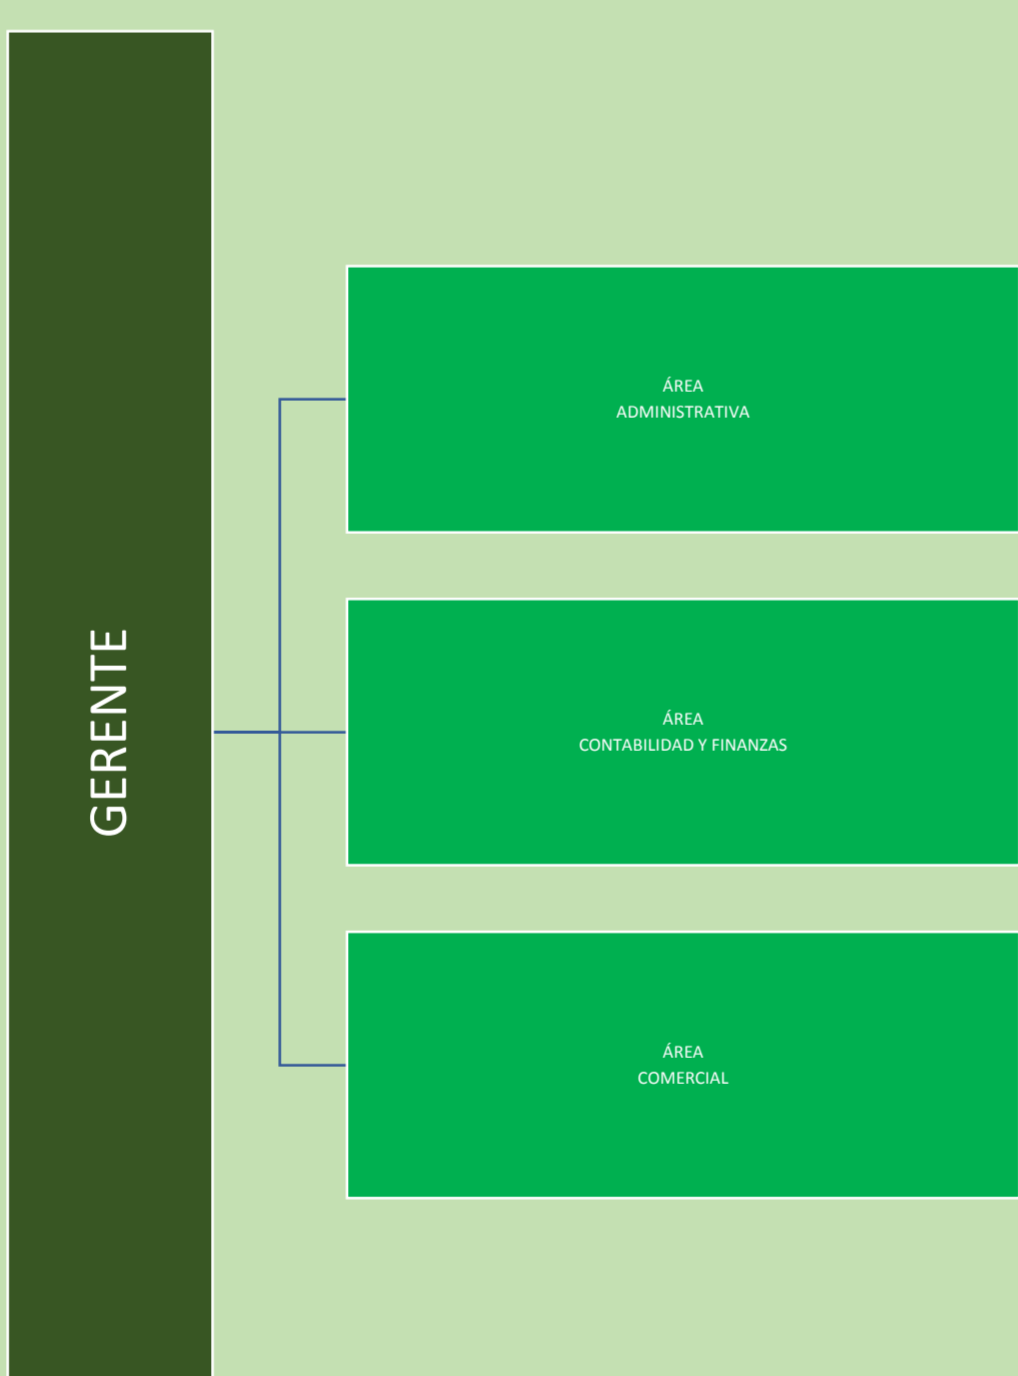 GERENTE
ÁREA
ADMINISTRATIVA
ÁREA
CONTABILIDAD Y FINANZAS
ÁREA
COMERCIAL